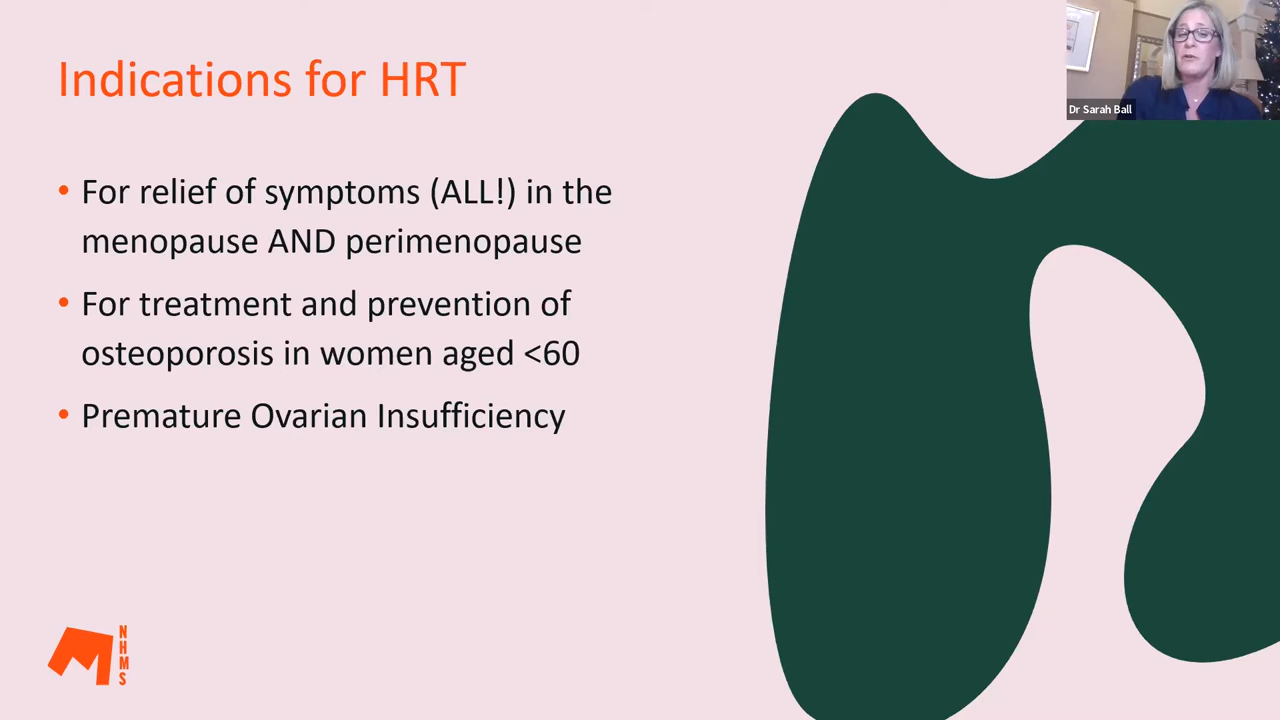 Indications for HRT
• For relief of symptoms (ALL!) in the
menopause AND perimenopause
• For treatment and prevention of
osteoporosis in women aged <60
• Premature Ovarian Insufficiency
Dr Sarah Ball
NHMS